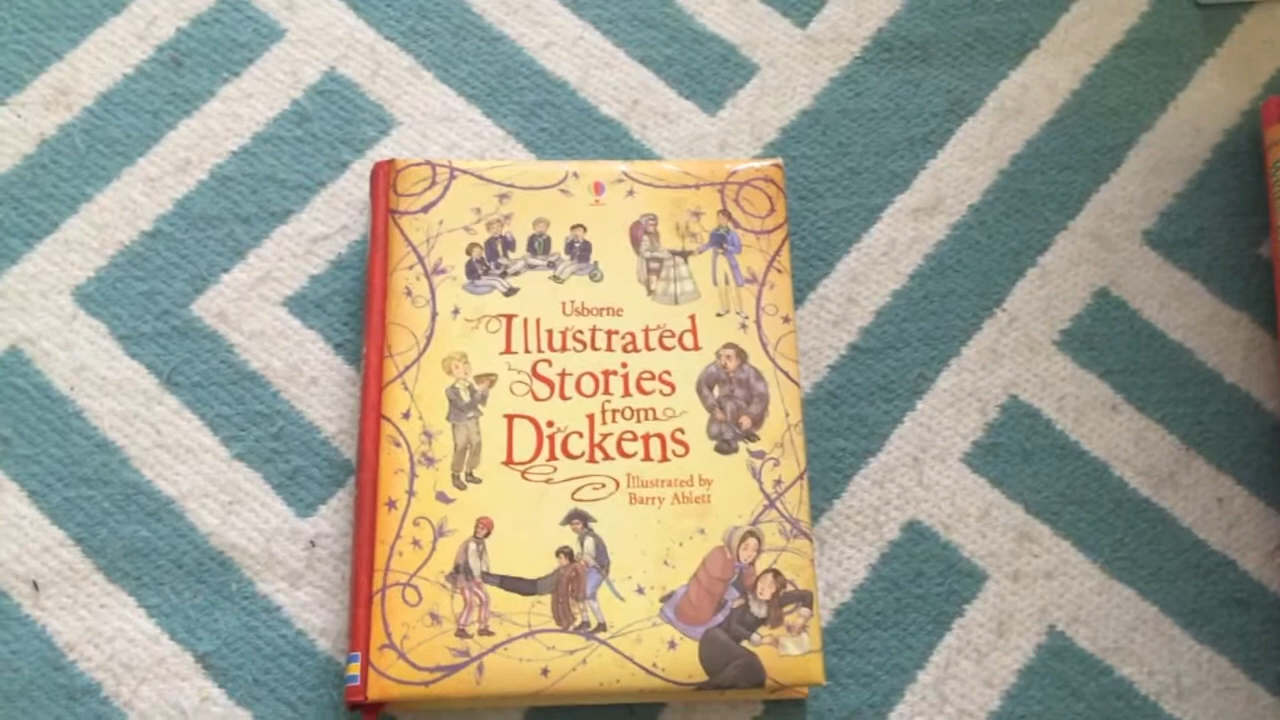 Usborne
Illustrated
Stories
from
Dickens
Illustrated by
Barry Ablett